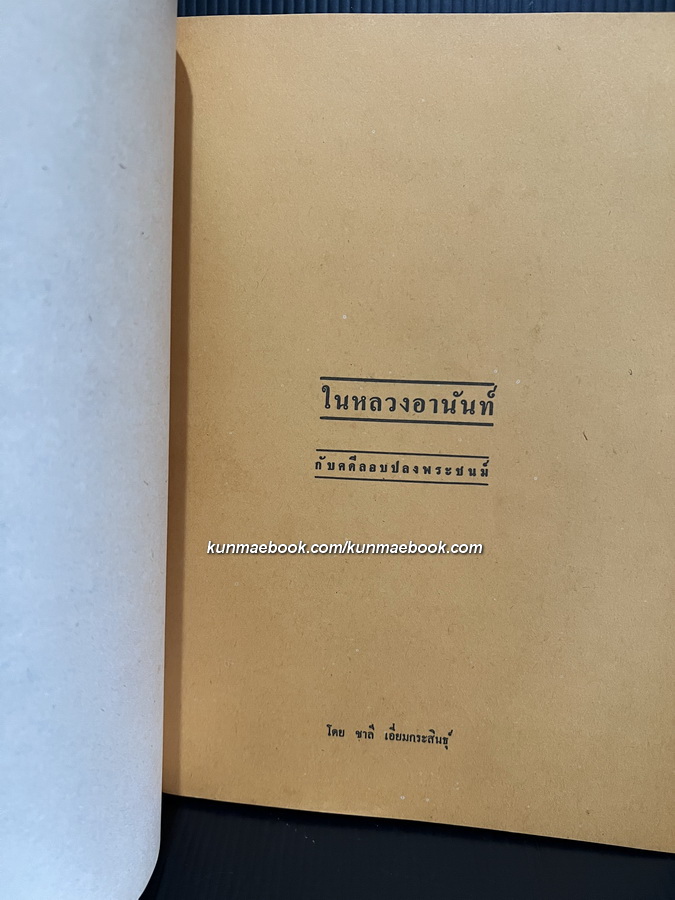 ในหลวงอานันท์
กับคดีลอบปลงพระชนม์
kunmaebook.com/kunmaebook.com
โดย ชาลี เอี่ยมกระสินธุ์